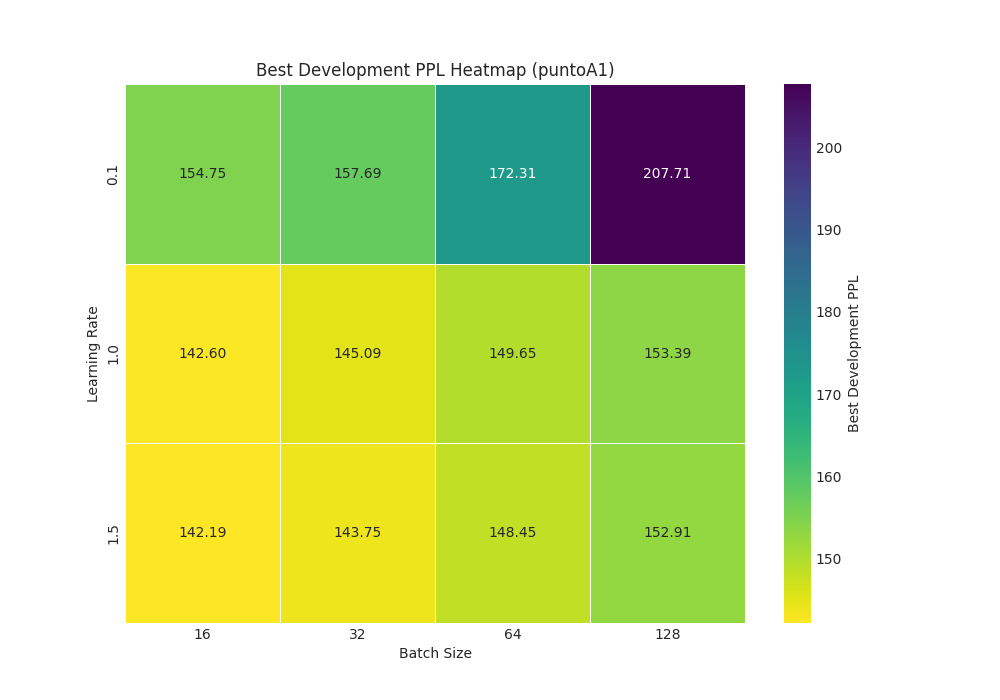 Best Development PPL Heatmap (puntoA1)
Learning Rate
0.1
154.75 157.69 172.31 207.71
1.0
142.60 145.09 149.65 153.39
1.5
142.19 143.75 148.45 152.91
16 32 64 128
Batch Size
200
190
180
170
160
150
Best Development PPL